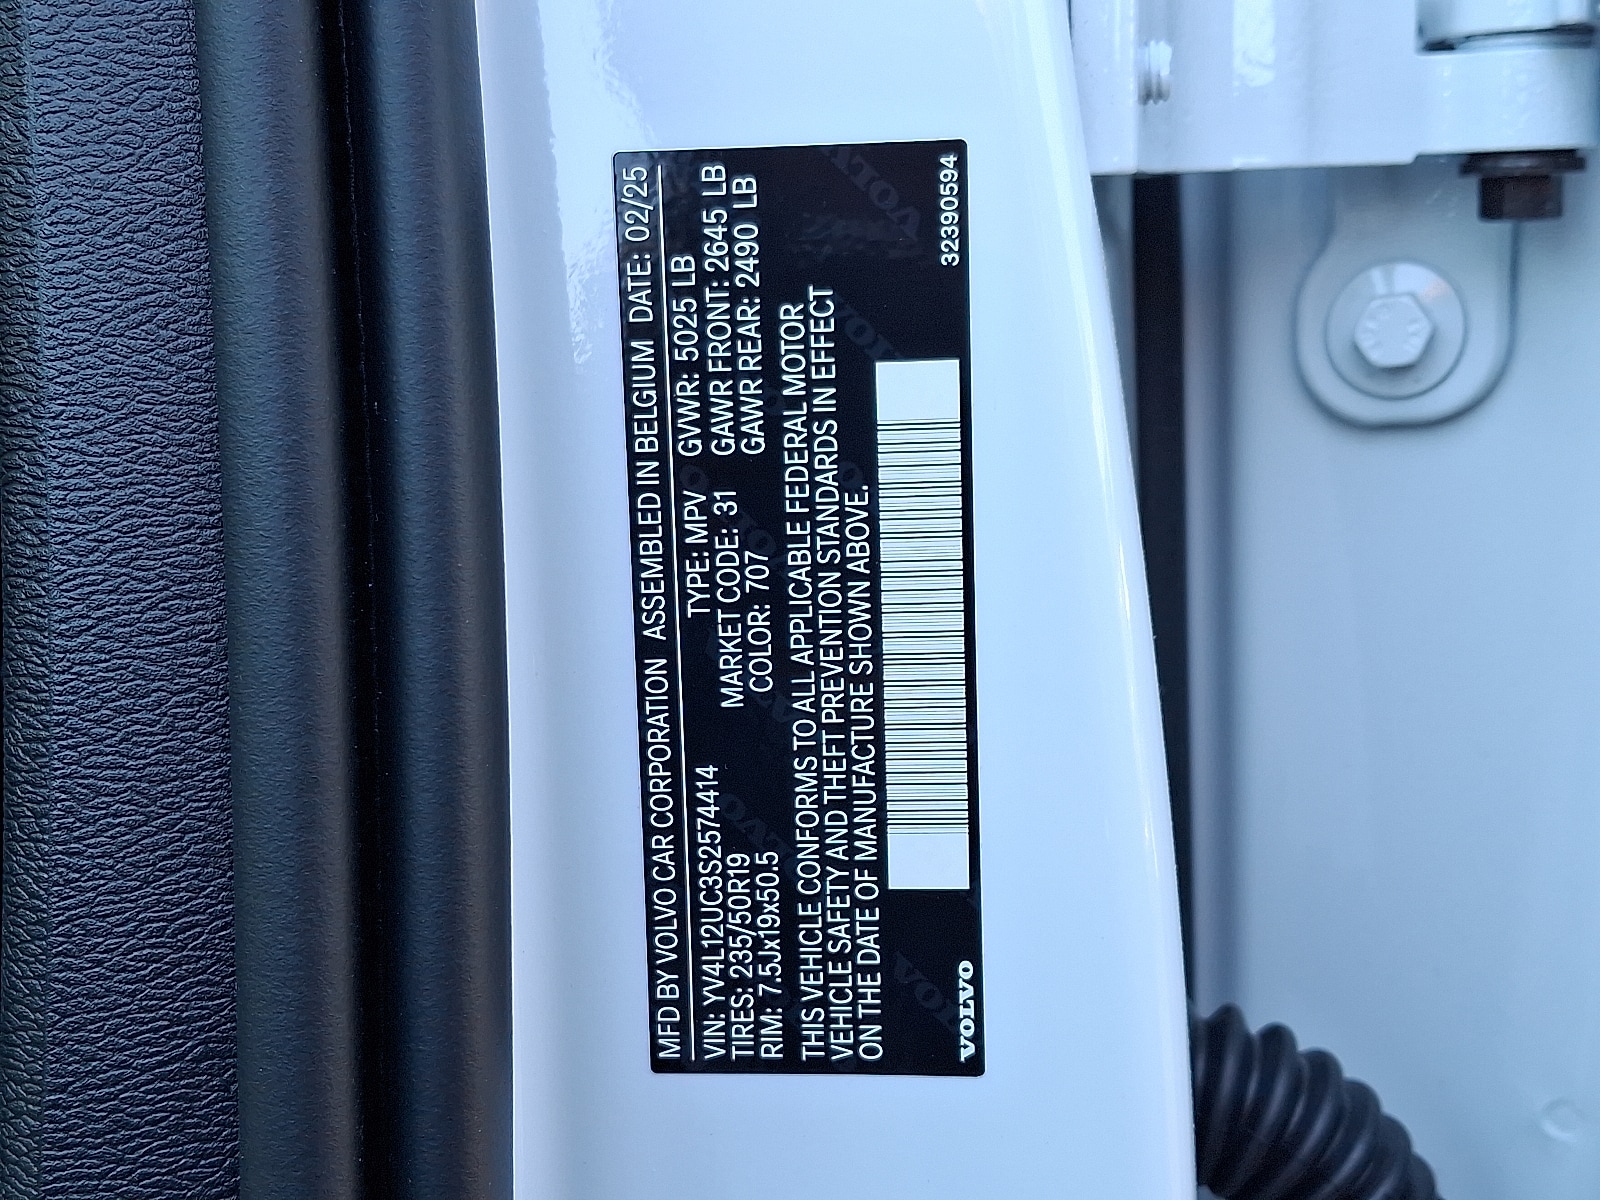 MFD BY VOLVO CAR CORPORATION ASSEMBLED IN BELGIUM DATE: 02/25
VIN: YV4L12UC3S2574414 TYPE: MPV GVWR: 5025 LB
TIRES: 235/50R19 MARKET CODE: 31 GAWR FRONT: 2645 LB
RIM: 7.5Jx19x50.5 COLOR: 707 GAWR REAR: 2490 LB
THIS VEHICLE CONFORMS TO ALL APPLICABLE FEDERAL MOTOR
VEHICLE SAFETY AND THEFT PREVENTION STANDARDS IN EFFECT
ON THE DATE OF MANUFACTURE SHOWN ABOVE.
VOLVO 32390594